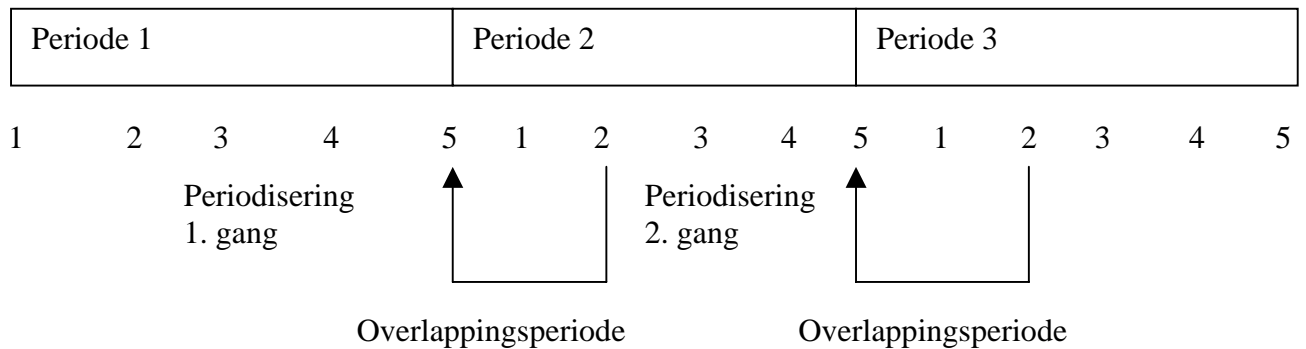 Periode 1 Periode 2 Periode 3
1 2 3 4 5 1 2 3 4 5 1 2 3 4 5
Periodisering Periodisering
1. gang 2. gang
Overlappingsperiode Overlappingsperiode